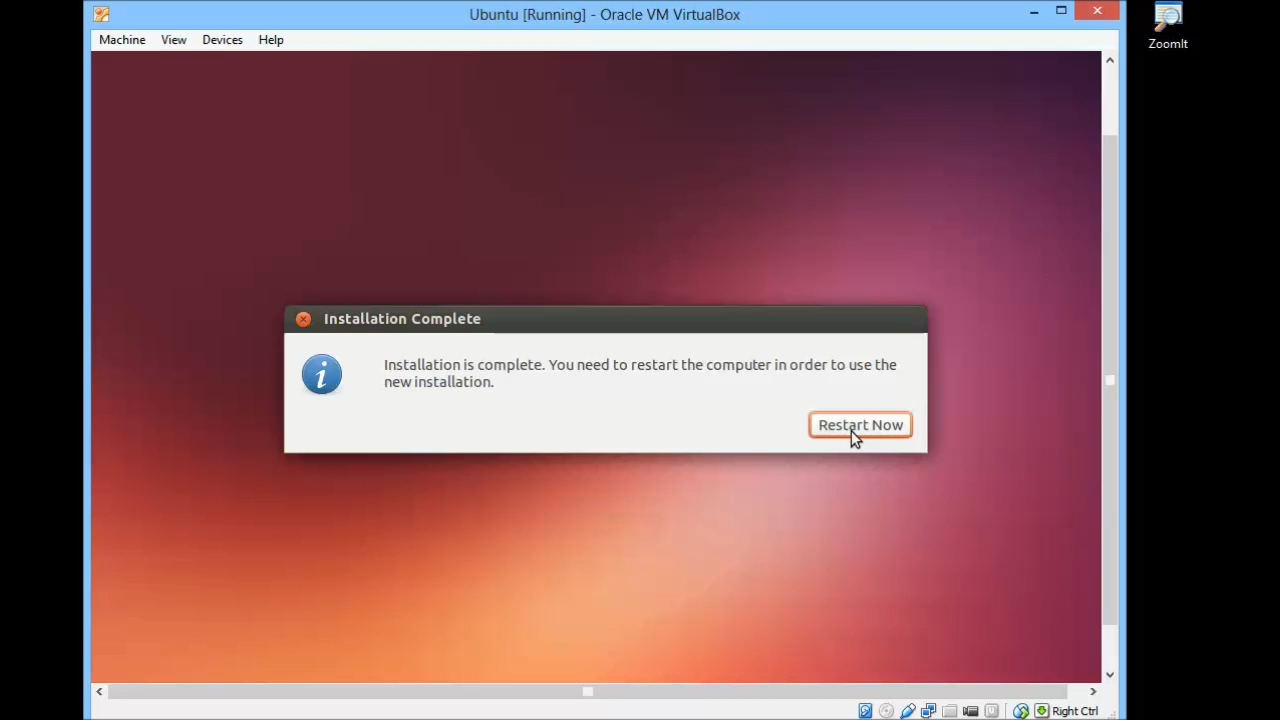 Ubuntu [Running] - Oracle VM VirtualBox
ZoomIt
Machine View Devices Help
Installation Complete
Installation is complete. You need to restart the computer in order to use the
new installation.
Restart Now
Right Ctrl